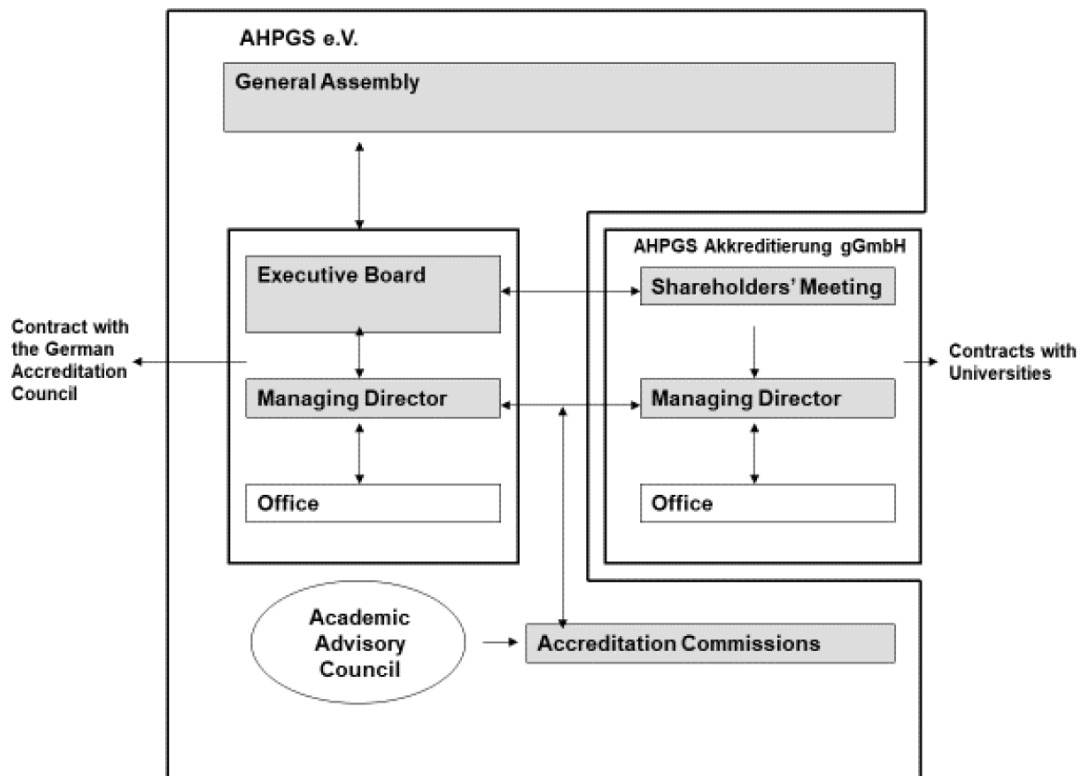 AHPGS e.V.
General Assembly
AHPGS Akkreditierung gGmbH
Executive Board
Shareholders' Meeting
Contract with
the German
Accreditation
Council
Contracts with
Universities
Managing Director
Managing Director
Office
Office
Academic
Advisory
Council
Accreditation Commissions